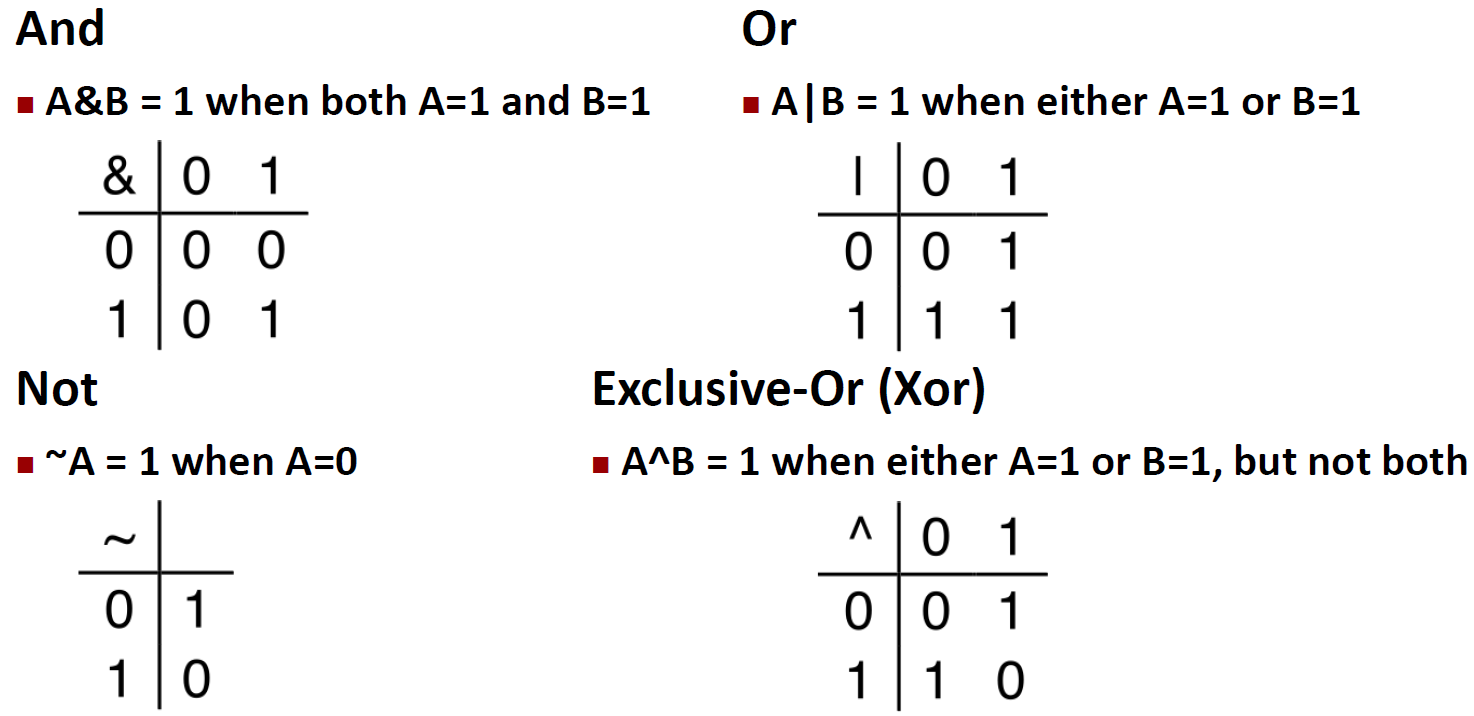 And
■ A&B = 1 when both A=1 and B=1
& 0 1
0 0 0
1 0 1
Or
■ A|B = 1 when either A=1 or B=1
| 0 1
0 0 1
1 1 1
Not
■ ~A = 1 when A=0
~
0 1
1 0
Exclusive-Or (Xor)
■ A^B = 1 when either A=1 or B=1, but not both
^ 0 1
0 0 1
1 1 0